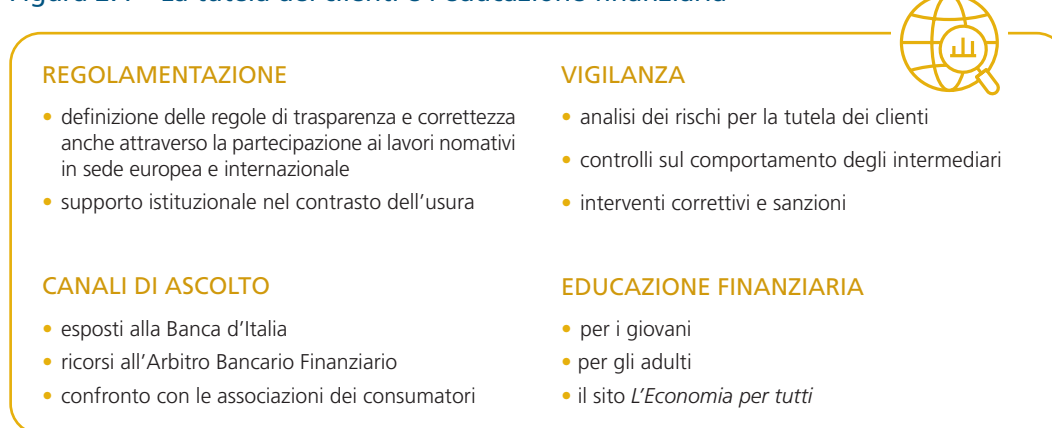 REGOLAMENTAZIONE
• definizione delle regole di trasparenza e correttezza
anche attraverso la partecipazione ai lavori nomativi
in sede europea e internazionale
• supporto istituzionale nel contrasto dell'usura
VIGILANZA
• analisi dei rischi per la tutela dei clienti
• controlli sul comportamento degli intermediari
• interventi correttivi e sanzioni
CANALI DI ASCOLTO
• esposti alla Banca d'Italia
• ricorsi all'Arbitro Bancario Finanziario
• confronto con le associazioni dei consumatori
EDUCAZIONE FINANZIARIA
• per i giovani
• per gli adulti
• il sito L'Economia per tutti